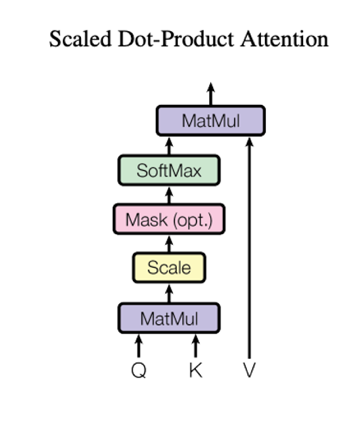 Scaled Dot-Product Attention
MatMul
SoftMax
Mask (opt.)
Scale
MatMul
Q K V